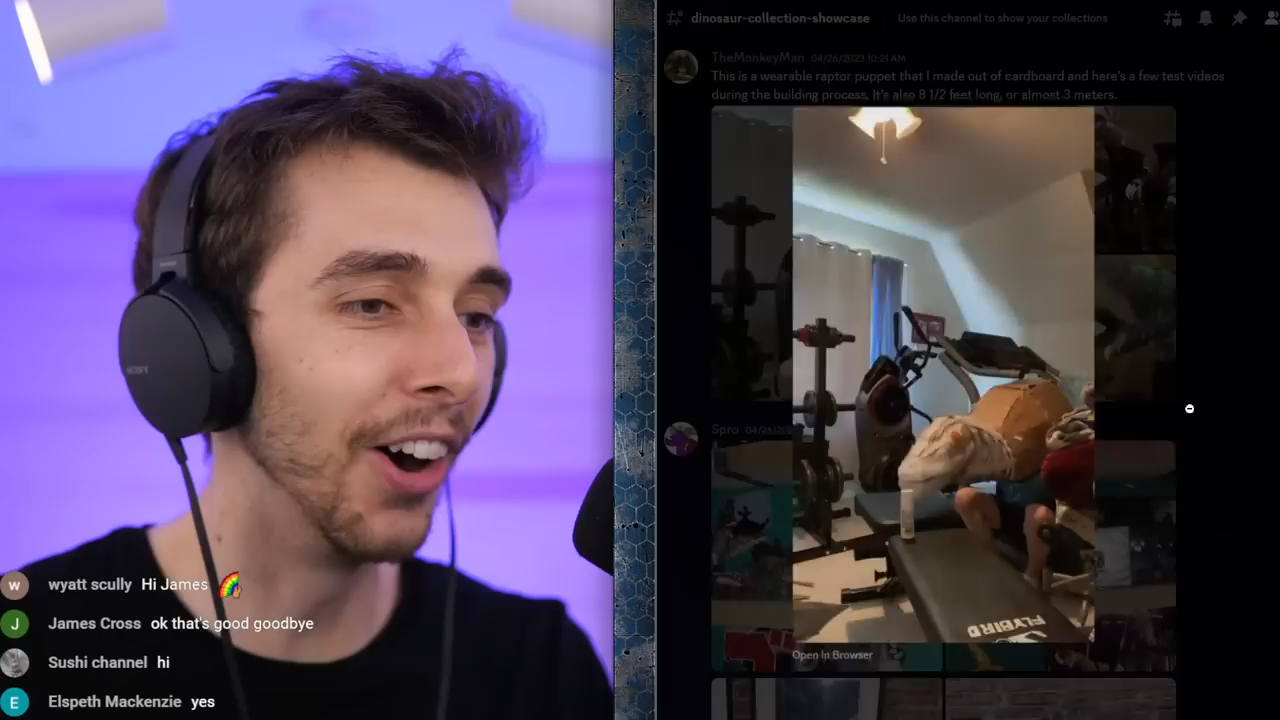 dinosaur-collection-showcase
Use this channel to show your collections
TheMonkeyMan 04/26/2023 10:21 AM
This is a wearable raptor puppet that I made out of cardboard and here's a few test videos
during the building process. It's also 8 1/2 feet long, or almost 3 meters.
SONY
Spro
FLYBIRD
Open In Browser
w wyatt scully Hi James
J James Cross ok that's good goodbye
Sushi channel hi
E Elspeth Mackenzie yes